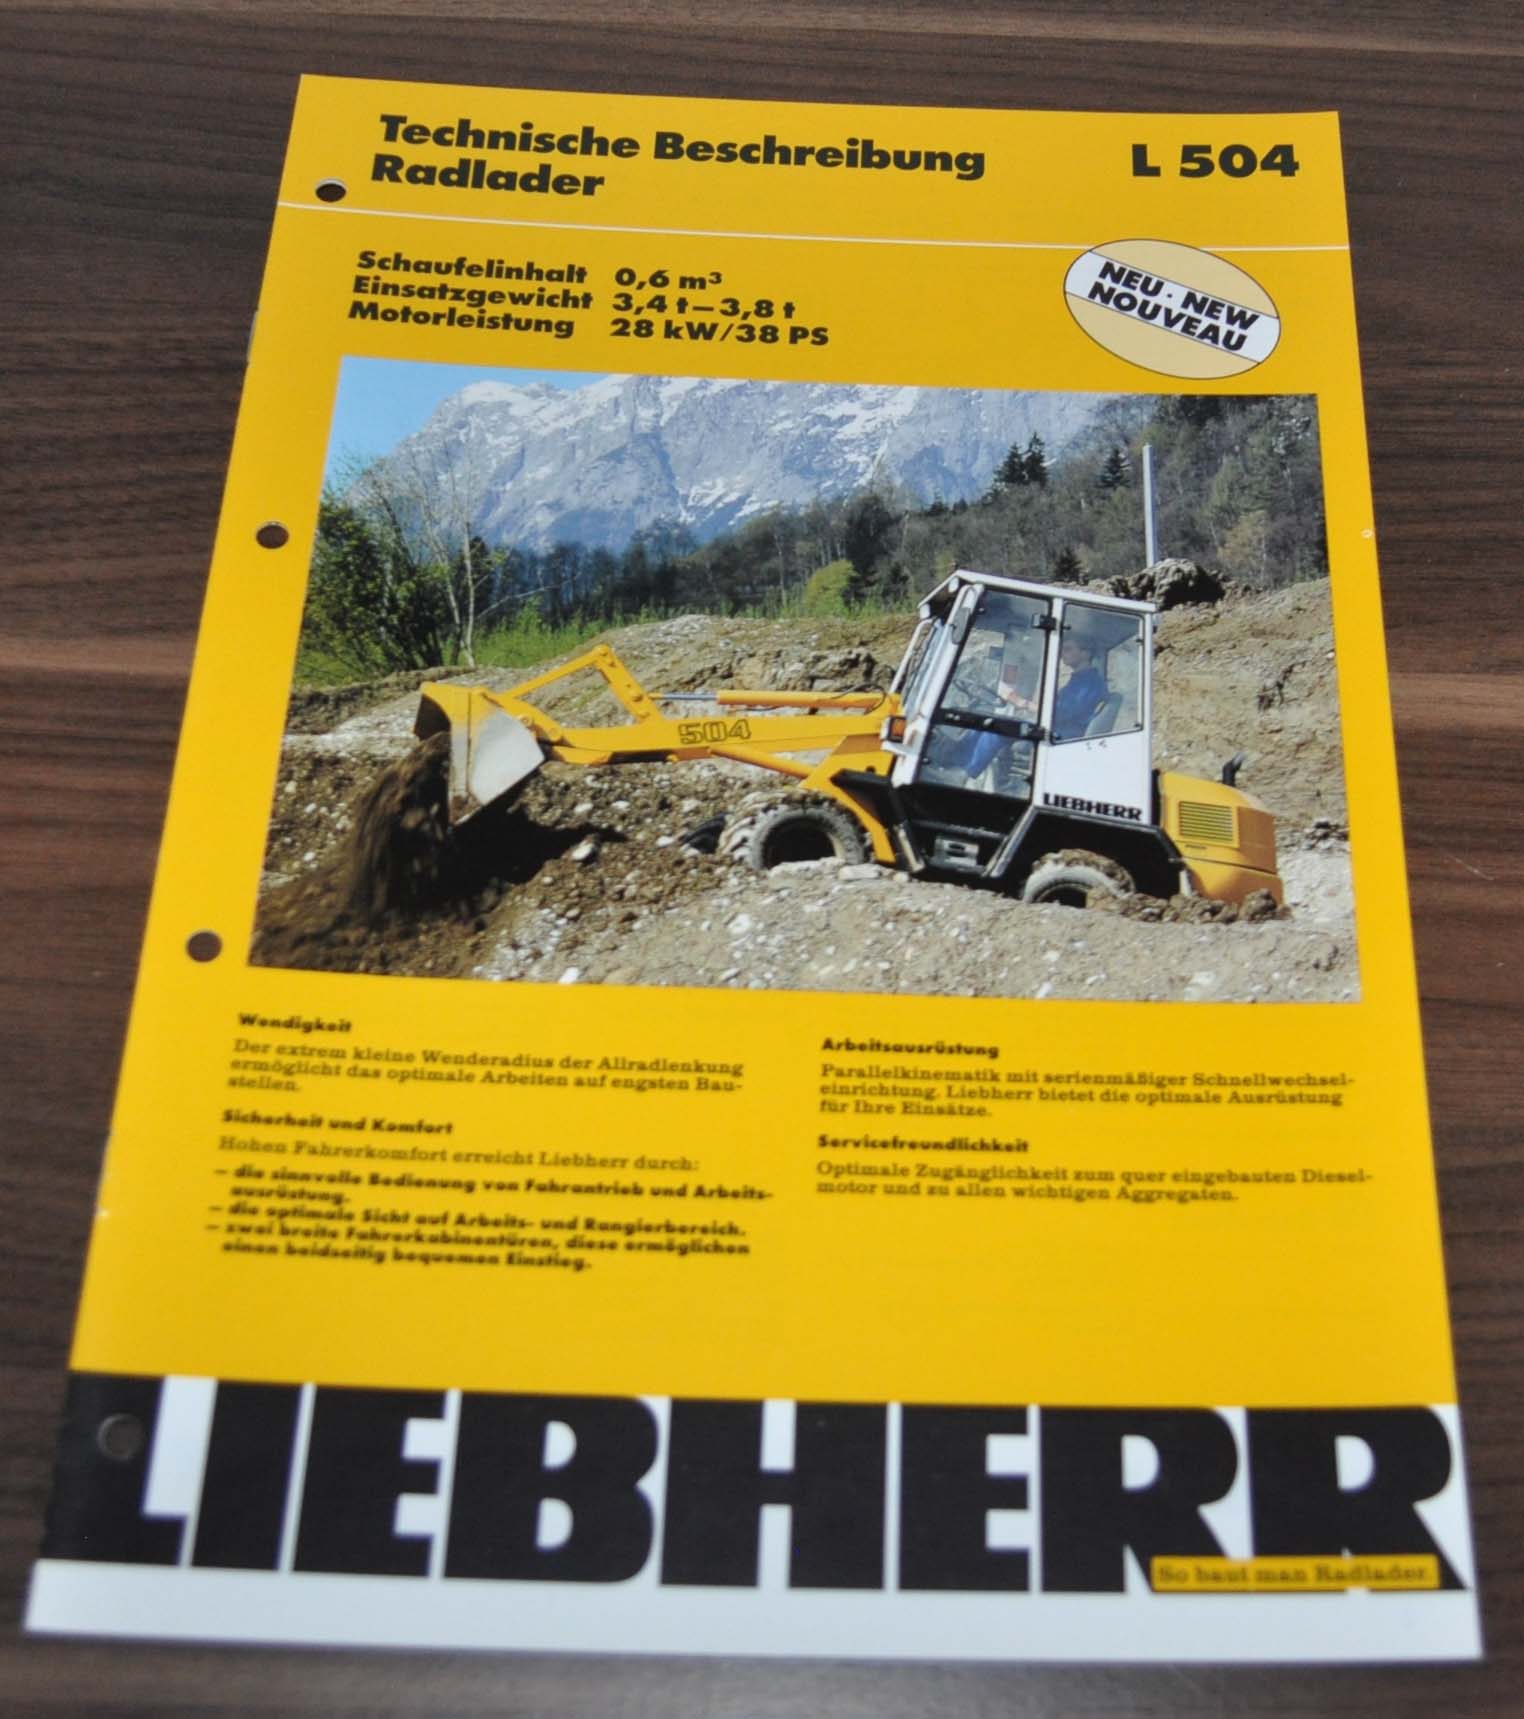 Technische Beschreibung
Radlader
L 504
Schaufelinhalt 0,6 m³
Einsatzgewicht 3,4 t – 3,8 t
Motorleistung 28 kW/38 PS
NEU · NEW
NOUVEAU
504
LIEBHERR
Wendigkeit
Der extrem kleine Wenderadius der Allradlenkung
ermöglicht das optimale Arbeiten auf engsten Bau-
stellen.
Sicherheit und Komfort
Hohen Fahrerkomfort erreicht Liebherr durch:
– die sinnvolle Bedienung von Fahrantrieb und Arbeits-
ausrüstung.
– die optimale Sicht auf Arbeits- und Rangierbereich.
– zwei breite Fahrerkabinentüren, diese ermöglichen
einen beidseitig bequemen Einstieg.
Arbeitsausrüstung
Parallelkinematik mit serienmäßiger Schnellwechsel-
einrichtung. Liebherr bietet die optimale Ausrüstung
für Ihre Einsätze.
Servicefreundlichkeit
Optimale Zugänglichkeit zum quer eingebauten Diesel-
motor und zu allen wichtigen Aggregaten.
LIEBHERR
So baut man Radlader.